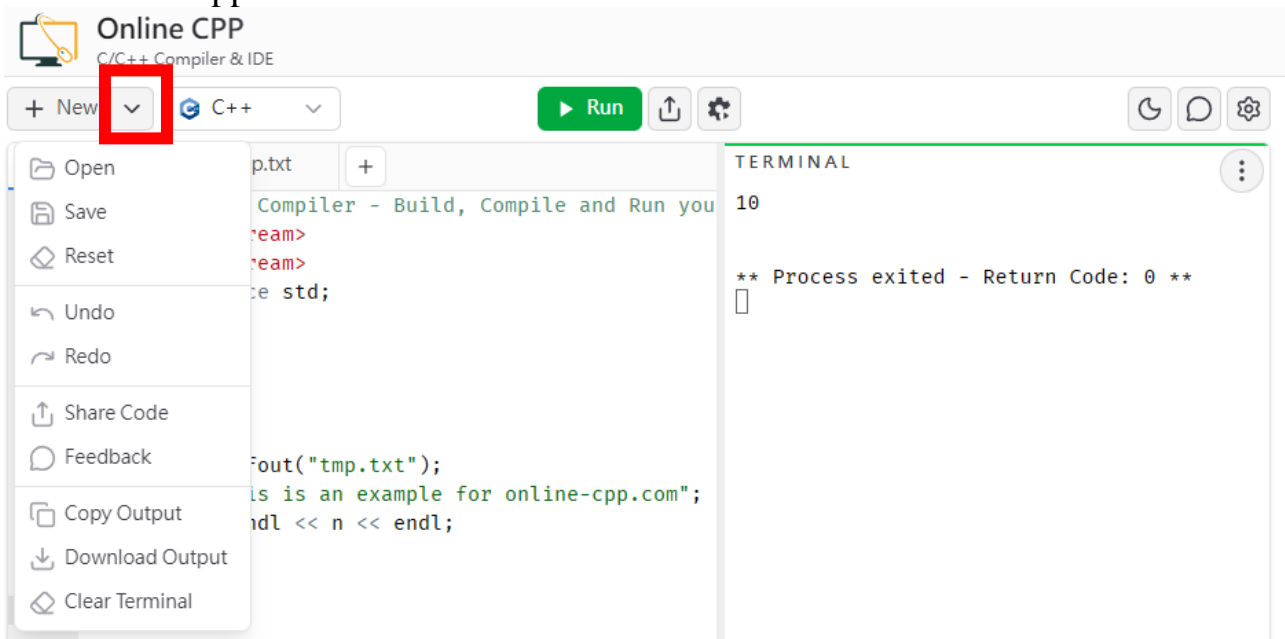 Online CPP
C/C++ Compiler & IDE
+ New
C++
Run
Open
Save
Reset
Undo
Redo
Share Code
Feedback
Copy Output
Download Output
Clear Terminal
p.txt +
Compiler - Build, Compile and Run you
ream>
ream>
ce std;
fout("tmp.txt");
is is an example for online-cpp.com";
ndl << n << endl;
TERMINAL
10
** Process exited - Return Code: 0 **